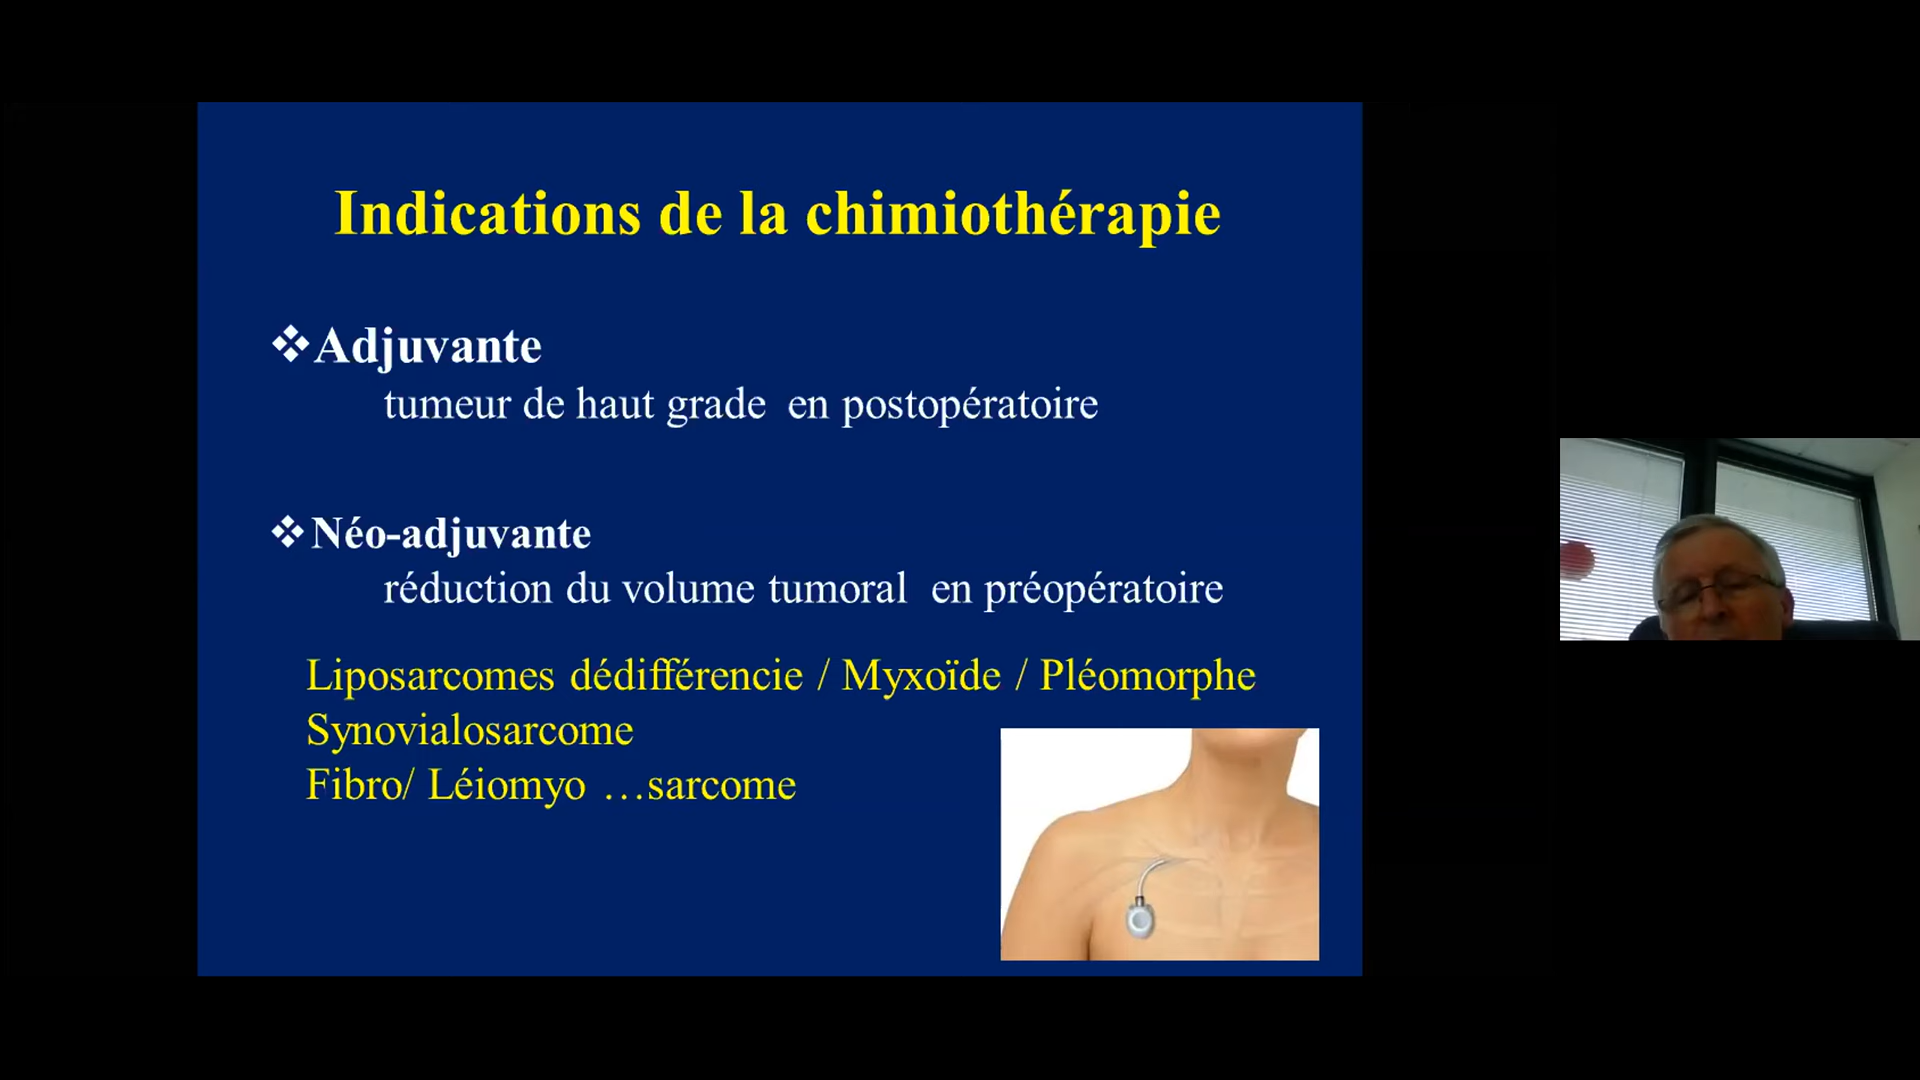 Indications de la chimiothérapie
❖Adjuvante
tumeur de haut grade en postopératoire
❖Néo-adjuvante
réduction du volume tumoral en préopératoire
Liposarcomes dédifférencie / Myxoïde / Pléomorphe
Synovialosarcome
Fibro/ Léiomyo …sarcome